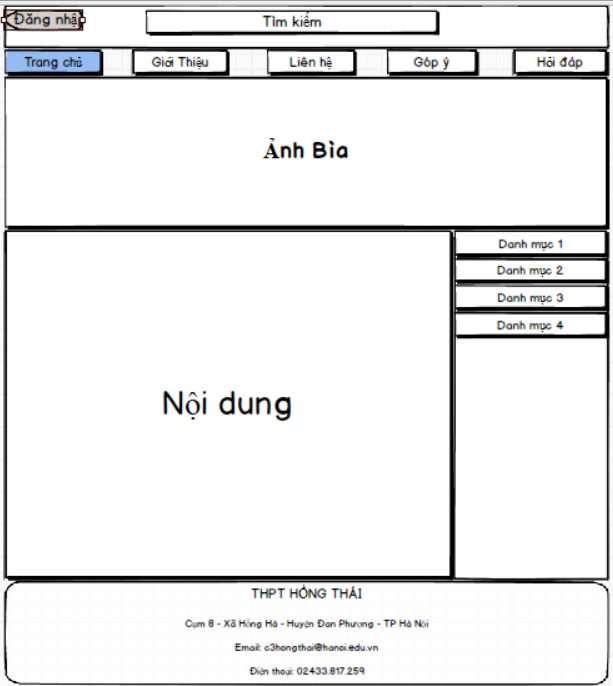 Đăng nhậ
Tìm kiếm
Trang chủ
Giới Thiệu
Liên hệ
Góp ý
Hỏi đáp
Ảnh Bìa
Danh mục 1
Danh mục 2
Danh mục 3
Danh mục 4
Nội dung
THPT HỒNG THÁI
Cụm 8 - Xã Hồng Hà - Huyện Đan Phượng - TP Hà Nội
Email: c3hongthai@hanoi.edu.vn
Điện thoại: 02433.817.259